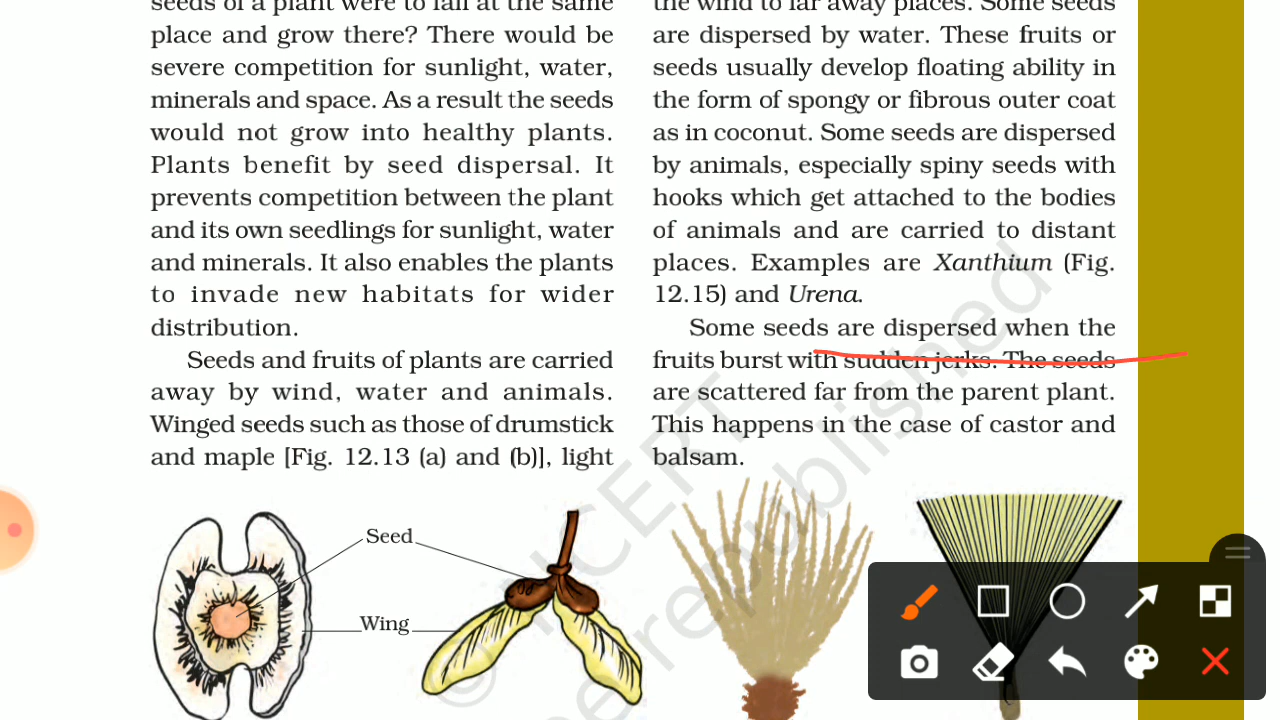 seeds of a plant were to fall at the same
place and grow there? There would be
severe competition for sunlight, water,
minerals and space. As a result the seeds
would not grow into healthy plants.
Plants benefit by seed dispersal. It
prevents competition between the plant
and its own seedlings for sunlight, water
and minerals. It also enables the plants
to invade new habitats for wider
distribution.
Seeds and fruits of plants are carried
away by wind, water and animals.
Winged seeds such as those of drumstick
and maple [Fig. 12.13 (a) and (b)], light
the wind to far away places. Some seeds
are dispersed by water. These fruits or
seeds usually develop floating ability in
the form of spongy or fibrous outer coat
as in coconut. Some seeds are dispersed
by animals, especially spiny seeds with
hooks which get attached to the bodies
of animals and are carried to distant
places. Examples are Xanthium (Fig.
12.15) and Urena.
Some seeds are dispersed when the
fruits burst with sudden jerks. The seeds
are scattered far from the parent plant.
This happens in the case of castor and
balsam.
Seed
Wing
© NCERT
be republished